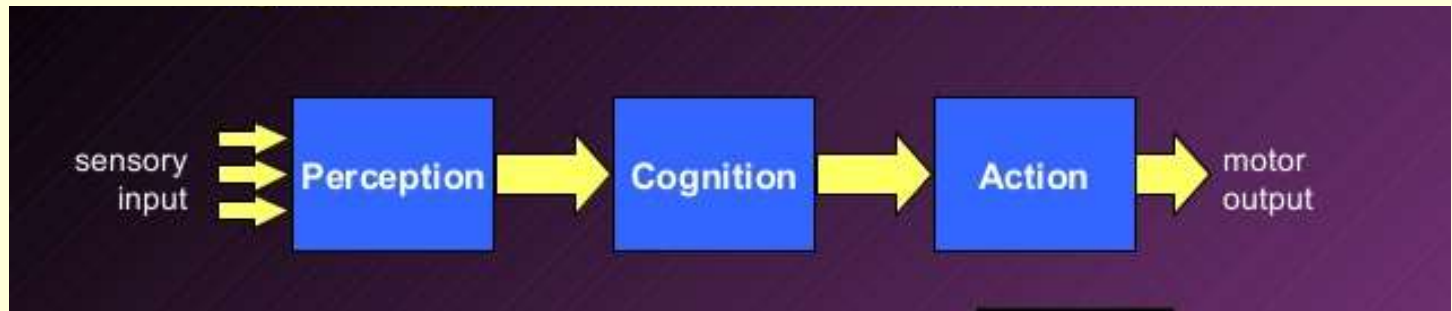 sensory
input
Perception
Cognition
Action
motor
output